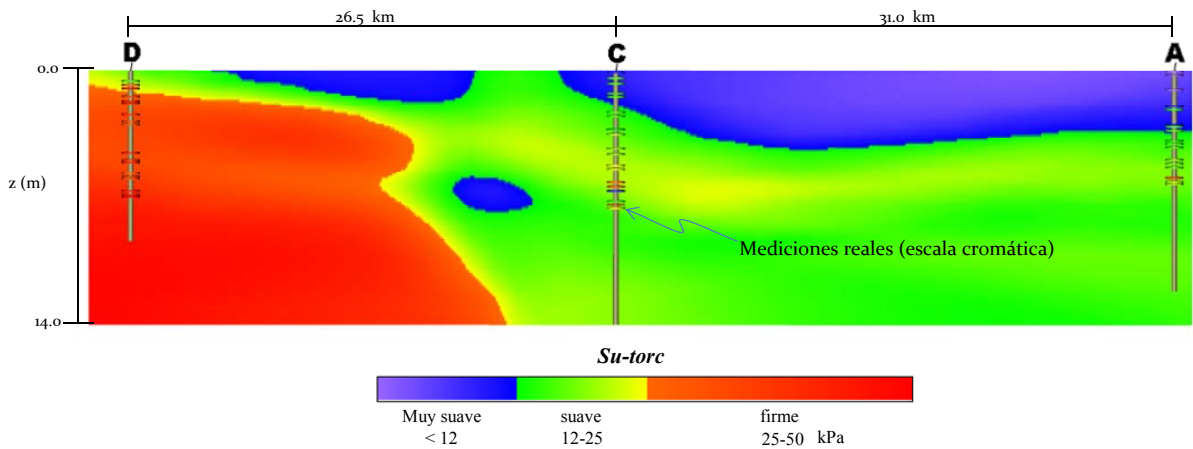 26.5 km
31.0 km
D
C
A
0.0
z (m)
Mediciones reales (escala cromática)
14.0
Su-torc
Muy suave
suave
firme
< 12
12-25
25-50 kPa